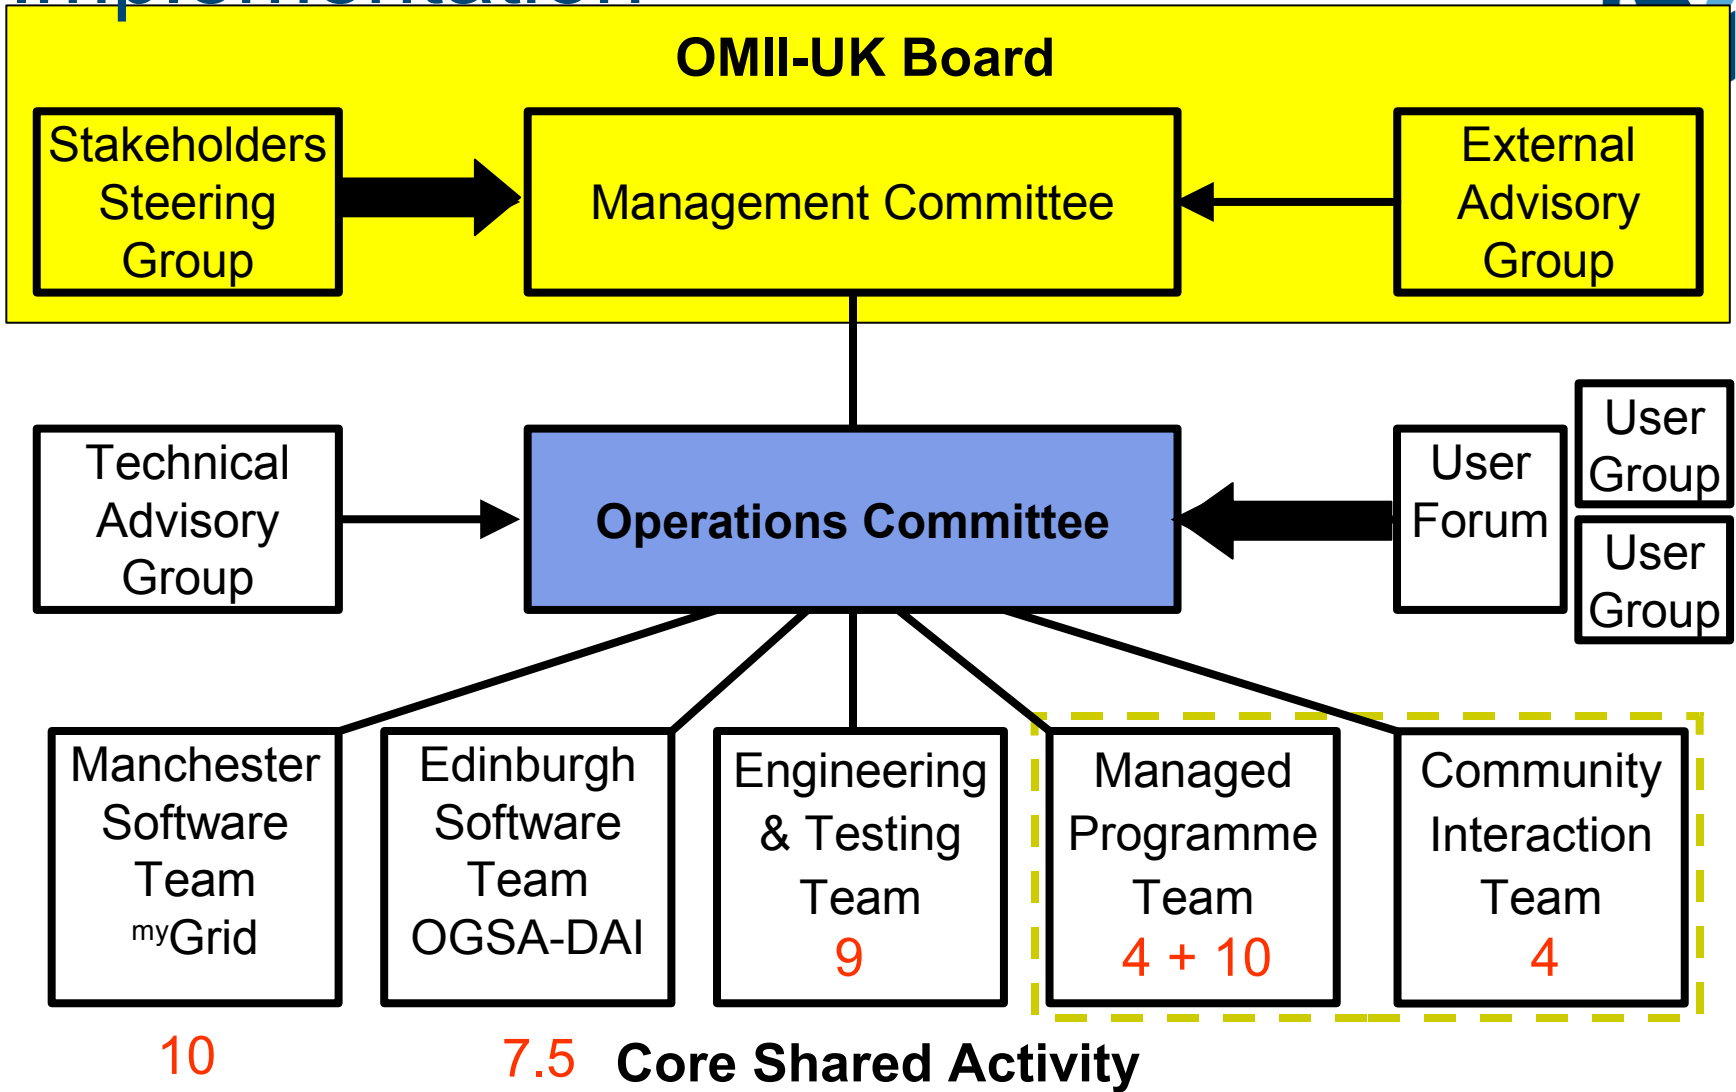 Implementation
OMII-UK Board
Stakeholders
Steering
Group
Management Committee
External
Advisory
Group
Technical
Advisory
Group
Operations Committee
User
Forum
User
Group
User
Group
Manchester
Software
Team
myGrid
10
Edinburgh
Software
Team
OGSA-DAI
7.5
Engineering
& Testing
Team
9
Managed
Programme
Team
4 + 10
Community
Interaction
Team
4
Core Shared Activity